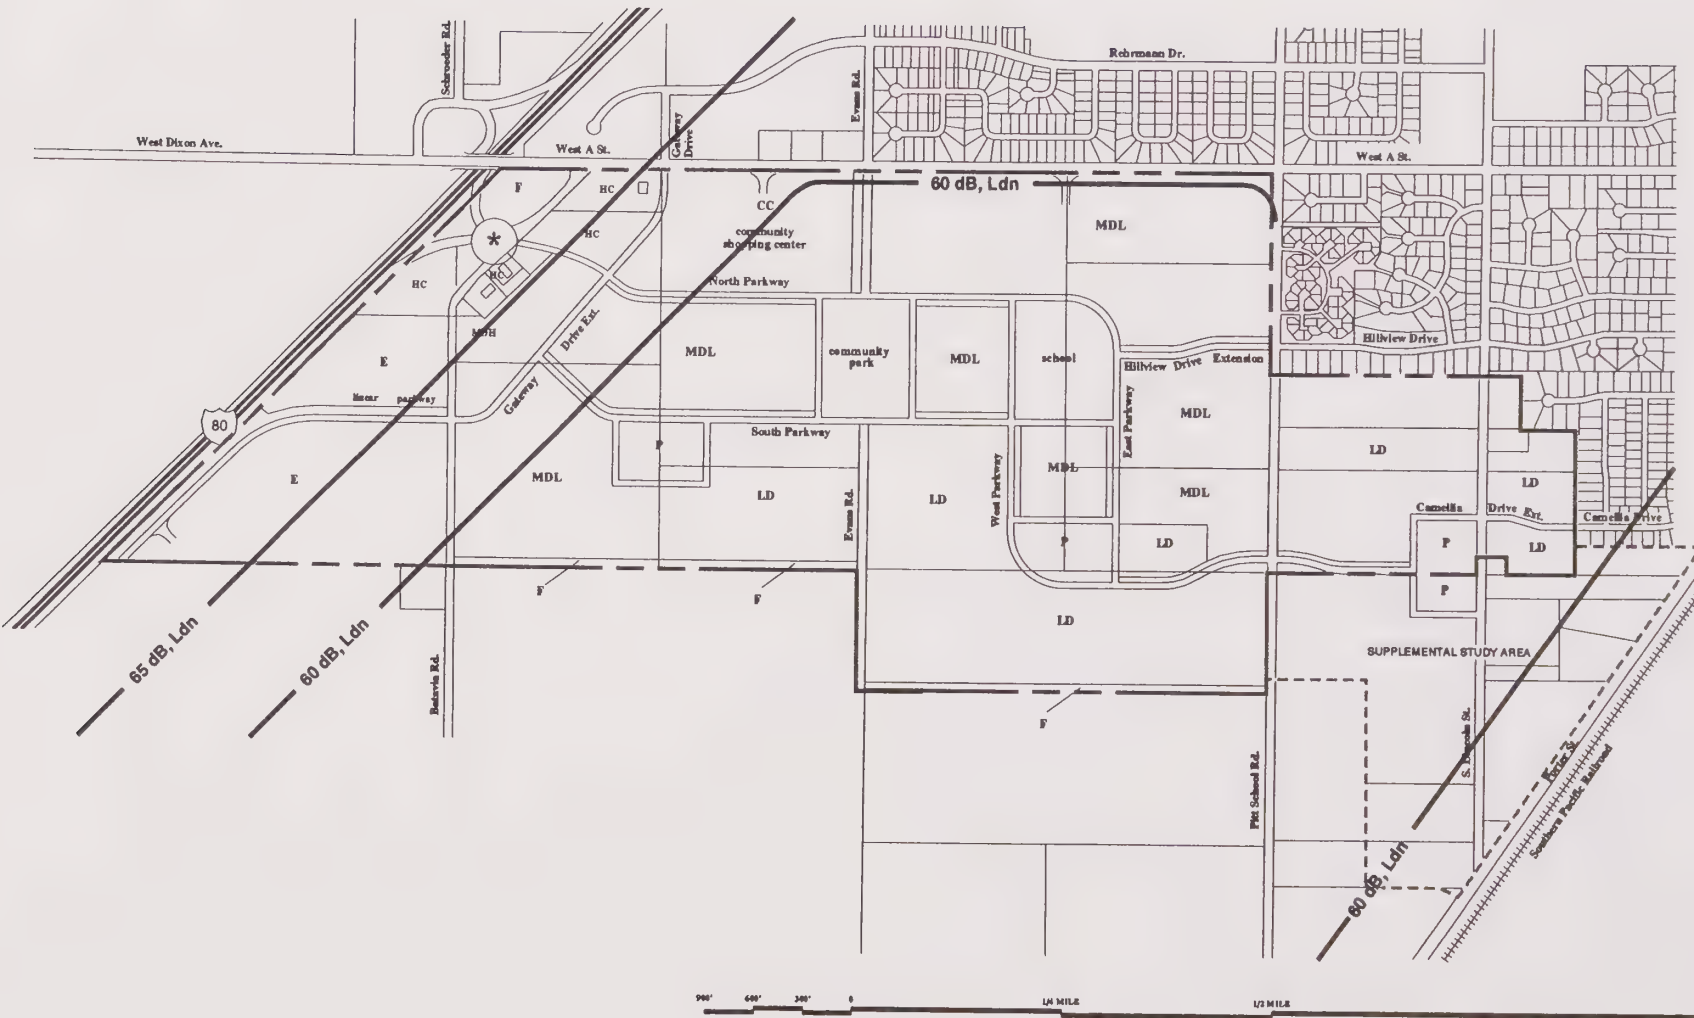 Schroeder Rd.
Rehrmann Dr.
Evans Rd.
Gateway
Drive
West Dixon Ave.
West A St.
West A St.
F
HC
60 dB, Ldn
CC
community
shopping center
MDL
*
HC
HC
HC
North Parkway
MDH
Drive Ext.
MDL
community
park
MDL
school
Hillview Drive Extension
Hillview Drive
E
linear parkway
Gateway
80
South Parkway
East Parkway
MDL
P
LD
E
MDL
LD
Evans Rd.
LD
West Parkway
MDL
MDL
LD
Camellia Drive Ext.
Camellia Drive
P
LD
P
LD
F
F
P
LD
65 dB, Ldn
60 dB, Ldn
Batavia Rd.
SUPPLEMENTAL STUDY AREA
F
Pitt School Rd.
S. Lincoln St.
Porter St.
Southern Pacific Railroad
60 dB, Ldn
900' 600' 300' 0 1/4 MILE 1/2 MILE